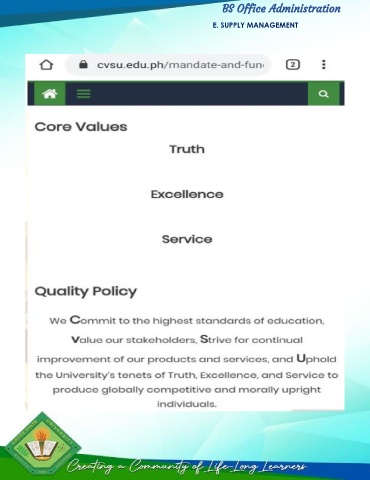 BS Office Administration
E. SUPPLY MANAGEMENT
cvsu.edu.ph/mandate-and-fun
2
Core Values
Truth
Excellence
Service
Quality Policy
We Commit to the highest standards of education,
Value our stakeholders, Strive for continual
improvement of our products and services, and Uphold
the University's tenets of Truth, Excellence, and Service to
produce globally competitive and morally upright
individuals.
Creating a Community of Life-Long Learners